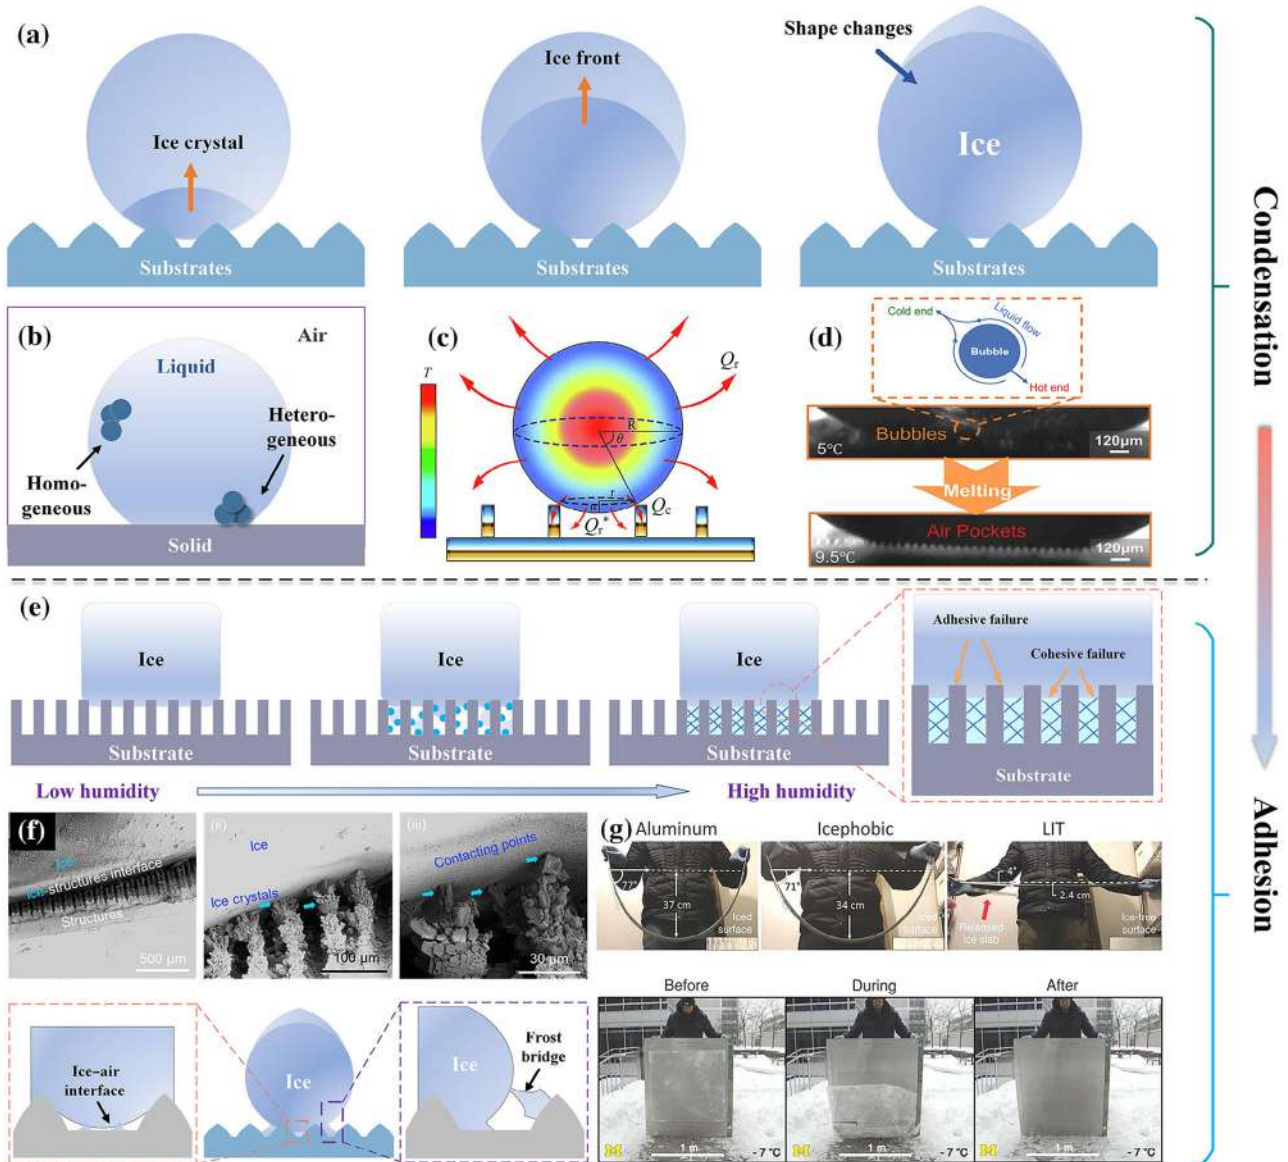 (a)
Ice crystal
Substrates
Ice front
Substrates
Shape changes
Ice
Substrates
Condensation
(b)
Air
Liquid
Homo-
geneous
Hetero-
geneous
Solid
(c)
T
Qr
R
θ
r
Qc
Qr*
(d)
Cold end
Liquid flow
Bubble
Hot end
Bubbles
5℃
120μm
Melting
Air Pockets
9.5℃
120μm
(e)
Ice
Substrate
Ice
Substrate
Ice
Substrate
Adhesive failure
Cohesive failure
Substrate
Low humidity
High humidity
Adhesion
(f)
Ice
Ice-structures interface
Structures
500 μm
(ii)
Ice
Ice crystals
100 μm
(iii)
Contacting points
30 μm
Ice–air
interface
Ice
Ice
Frost
bridge
(g)
Aluminum
77°
37 cm
Iced
surface
Icephobic
71°
34 cm
Iced
surface
LIT
4°
2.4 cm
Released
ice slab
Ice-free
surface
Before
M
1 m
-7 °C
During
M
1 m
-7 °C
After
M
1 m
-7 °C